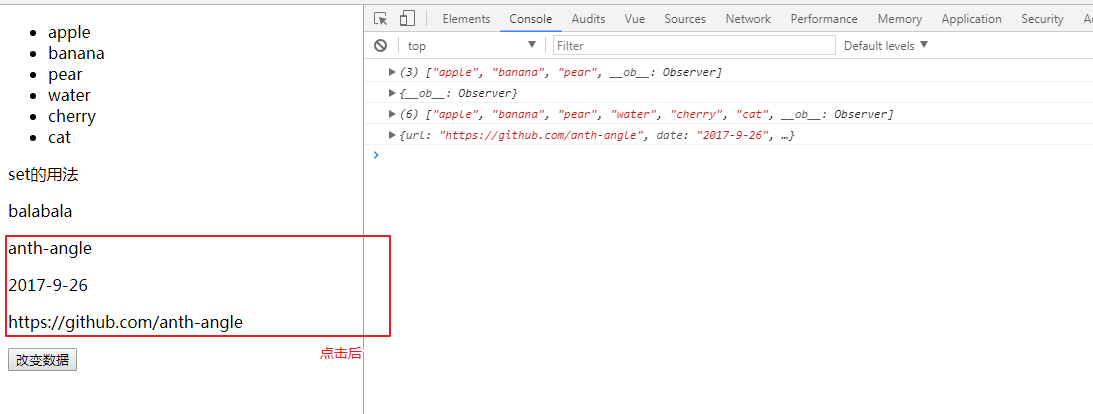 apple
banana
pear
water
cherry
cat
set的用法
balabala
anth-angle
2017-9-26
https://github.com/anth-angle
点击后
改变数据
Elements Console Audits Vue Sources Network Performance Memory Application Security
top Filter Default levels
(3) ["apple", "banana", "pear", __ob__: Observer]
{__ob__: Observer}
(6) ["apple", "banana", "pear", "water", "cherry", "cat", __ob__: Observer]
{url: "https://github.com/anth-angle", date: "2017-9-26", …}